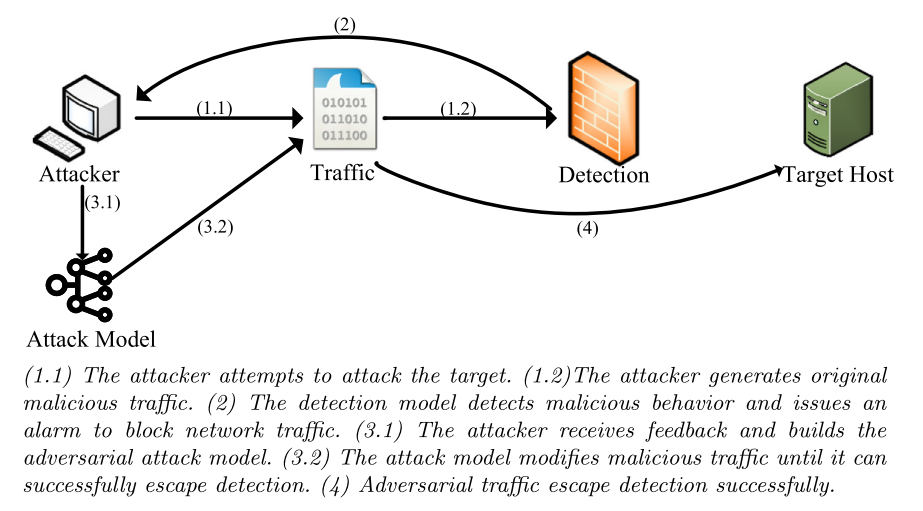 (2)
(1.1)
(1.2)
010101
011010
011100
Attacker
Traffic
Detection
Target Host
(3.1)
(3.2)
(4)
Attack Model
(1.1) The attacker attempts to attack the target. (1.2)The attacker generates original
malicious traffic. (2) The detection model detects malicious behavior and issues an
alarm to block network traffic. (3.1) The attacker receives feedback and builds the
adversarial attack model. (3.2) The attack model modifies malicious traffic until it can
successfully escape detection. (4) Adversarial traffic escape detection successfully.